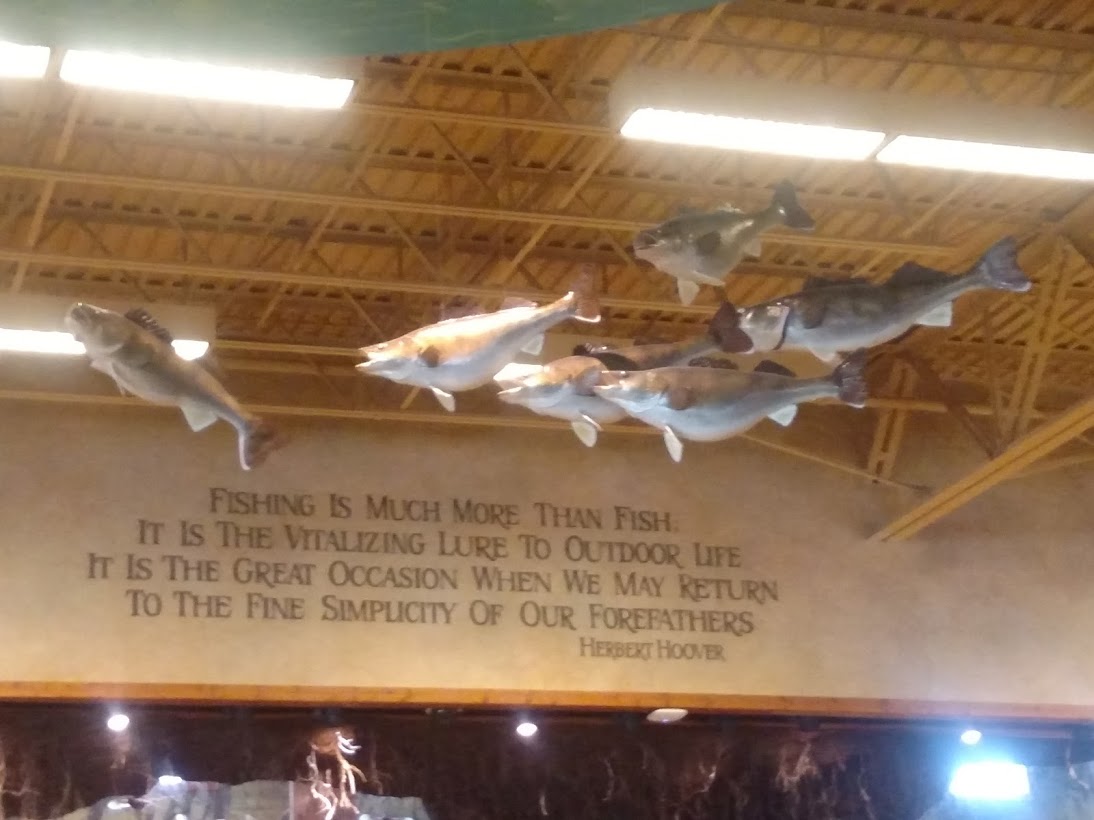 Fishing Is Much More Than Fish.
It Is The Vitalizing Lure To Outdoor Life
It Is The Great Occasion When We May Return
To The Fine Simplicity Of Our Forefathers
Herbert Hoover